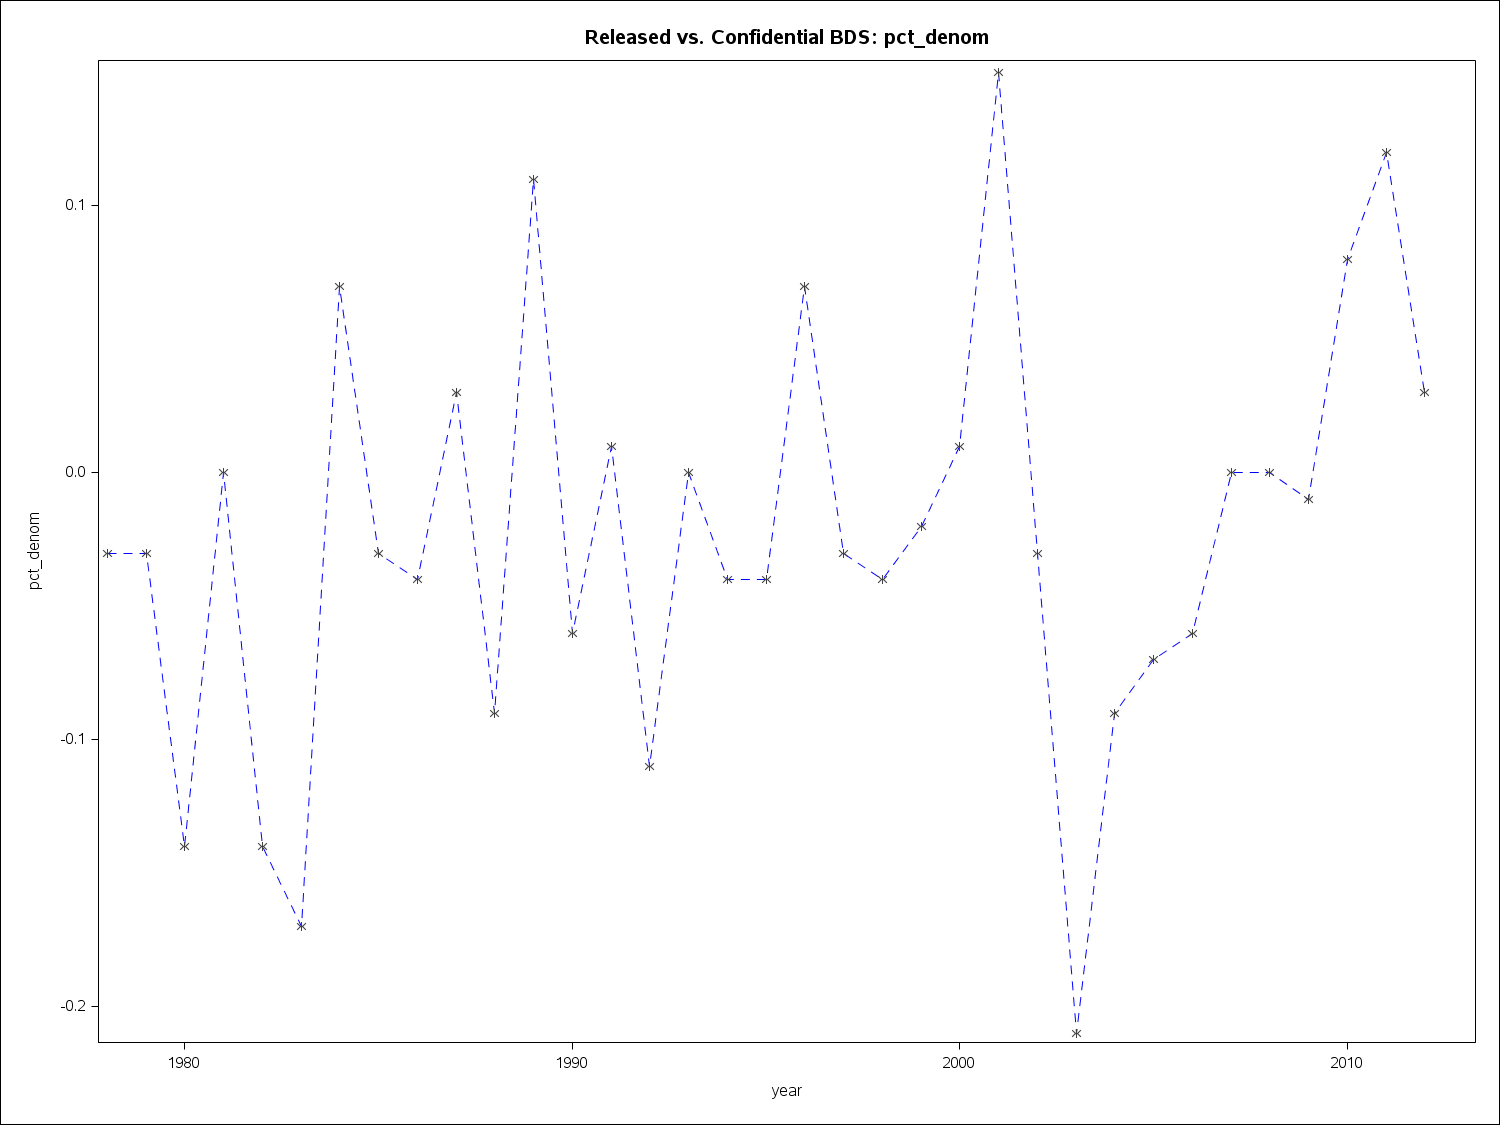 Released vs. Confidential BDS: pct_denom
0.1
0.0
-0.1
-0.2
pct_denom
1980 1990 2000 2010
year